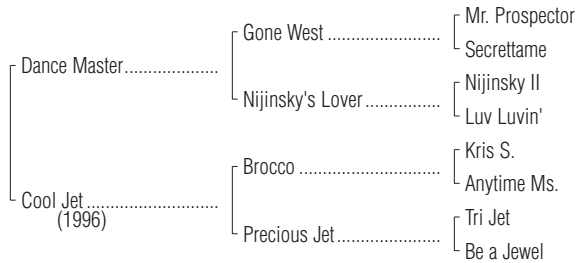 Mr. Prospector
Gone West
Secrettame
Dance Master
Nijinsky II
Nijinsky's Lover
Luv Luvin'
Kris S.
Brocco
Anytime Ms.
Cool Jet
(1996)
Tri Jet
Precious Jet
Be a Jewel